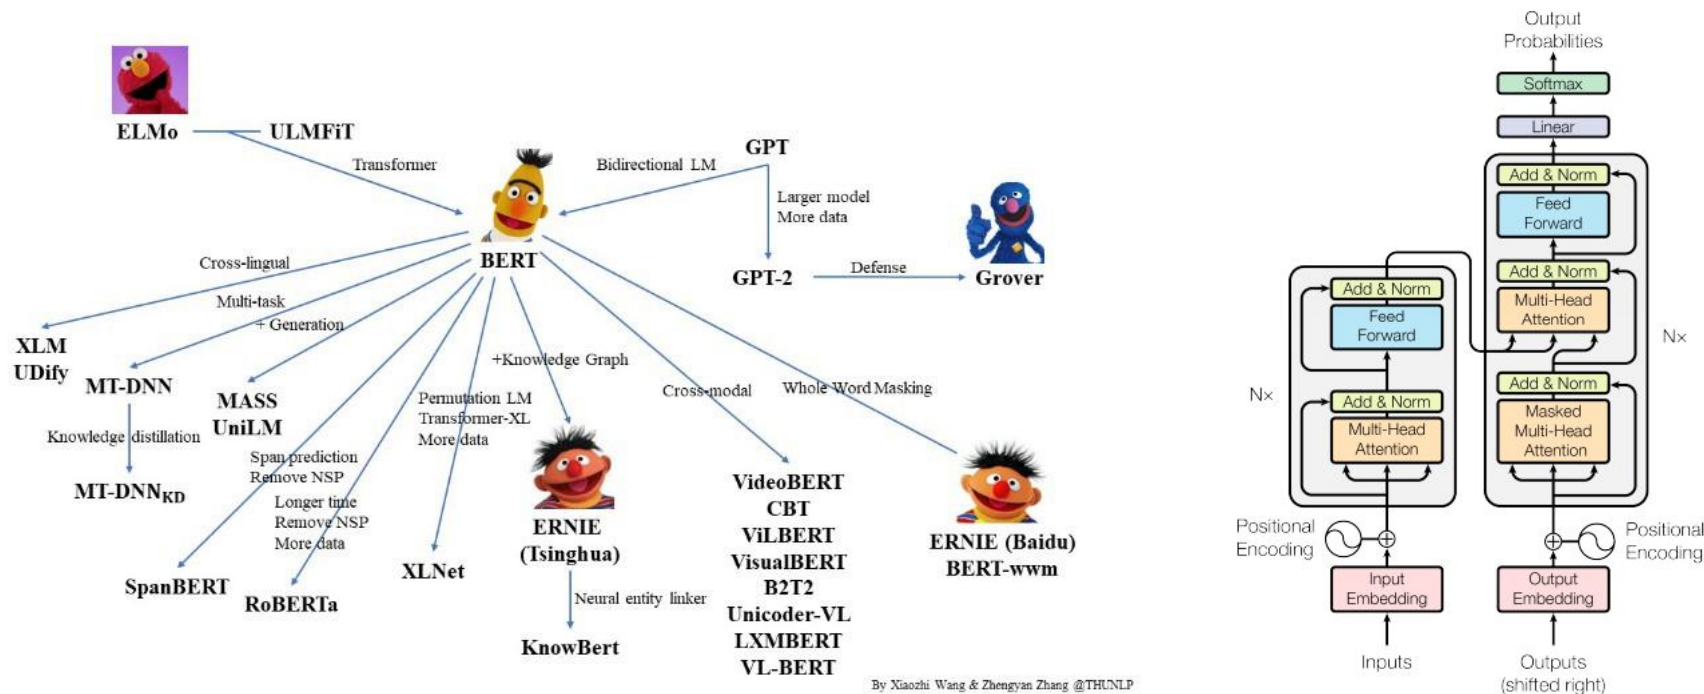 ELMo
ULMFiT
Transformer
Bidirectional LM
GPT
Larger model
More data
BERT
GPT-2
Defense
Grover
Cross-lingual
Multi-task
+ Generation
XLM
UDify
MT-DNN
MASS
UniLM
+Knowledge Graph
Cross-modal
Whole Word Masking
Permutation LM
Transformer-XL
More data
Knowledge distillation
MT-DNNKD
Span prediction
Remove NSP
Longer time
Remove NSP
More data
SpanBERT
RoBERTa
XLNet
ERNIE
(Tsinghua)
Neural entity linker
KnowBert
VideoBERT
CBT
ViLBERT
VisualBERT
B2T2
Unicoder-VL
LXMBERT
VL-BERT
ERNIE (Baidu)
BERT-wwm
By Xiaozhi Wang & Zhengyan Zhang @THUNLP
Output
Probabilities
Softmax
Linear
Add & Norm
Feed
Forward
Add & Norm
Multi-Head
Attention
Add & Norm
Masked
Multi-Head
Attention
Nx
Add & Norm
Feed
Forward
Add & Norm
Multi-Head
Attention
Nx
Positional
Encoding
Positional
Encoding
Input
Embedding
Output
Embedding
Inputs
Outputs
(shifted right)